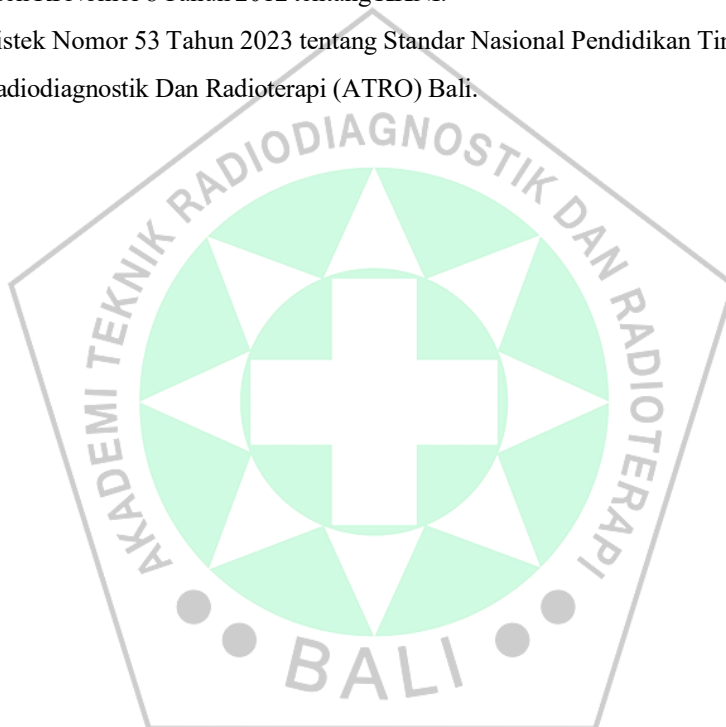 istek Nomor 53 Tahun 2023 tentang Standar Nasional Pendidikan Tin
adiodiagnostik Dan Radioterapi (ATRO) Bali.
AKADEMI TEKNIK RADIODIAGNOSTIK DAN RADIOTERAPI
BALI